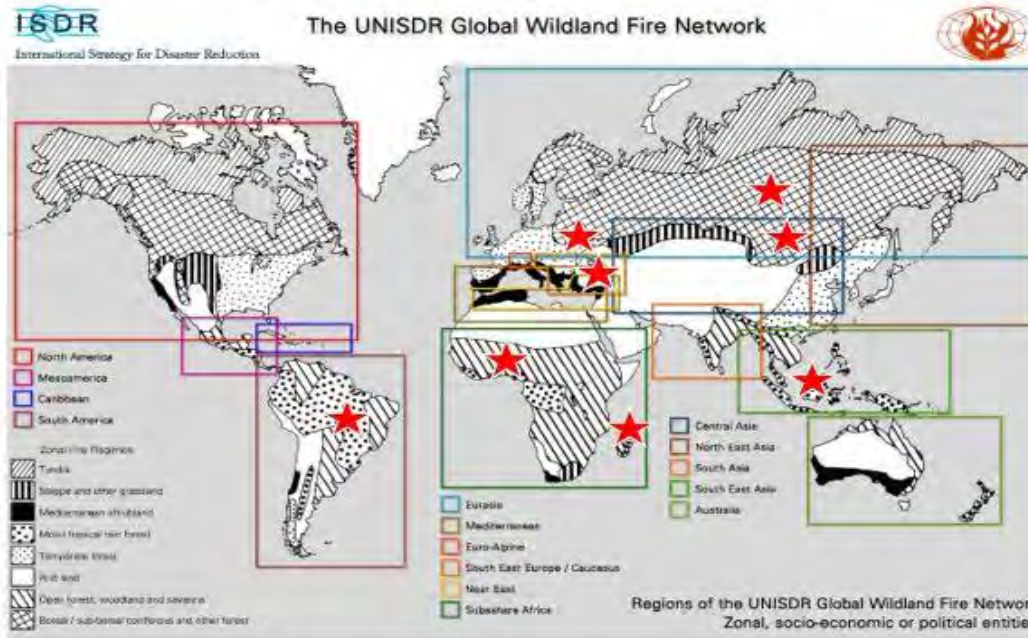 ISDR
International Strategy for Disaster Reduction
The UNISDR Global Wildland Fire Network
North America
Mesoamerica
Caribbean
South America
Zonal Fire Regimes
Tundra
Steppe and other grassland
Mediterranean shrubland
Moist tropical rain forest
Temperate forest
Arid land
Open forest, woodland and savanna
Boreal / sub-boreal coniferous and other forest
Eurasia
Mediterranean
Euro-Alpine
South East Europe / Caucasus
Near East
Subsahara Africa
Central Asia
North East Asia
South Asia
South East Asia
Australia
Regions of the UNISDR Global Wildland Fire Networ
Zonal, socio-economic or political entitie